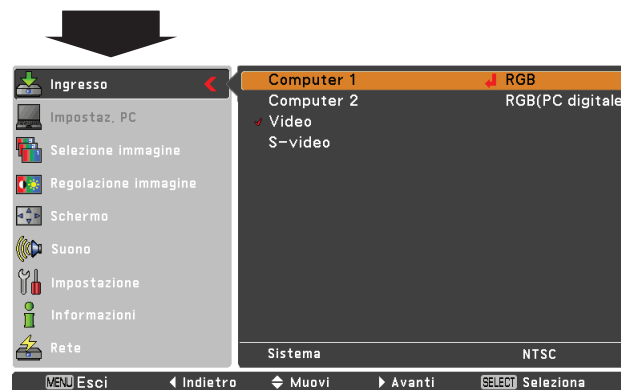 Ingresso
Impostaz. PC
Selezione immagine
Regolazione immagine
Schermo
Suono
Impostazione
Informazioni
Rete
Computer 1 RGB
Computer 2 RGB(PC digitale
Video
S-video
Sistema NTSC
MENU Esci Indietro Muovi Avanti SELECT Seleziona